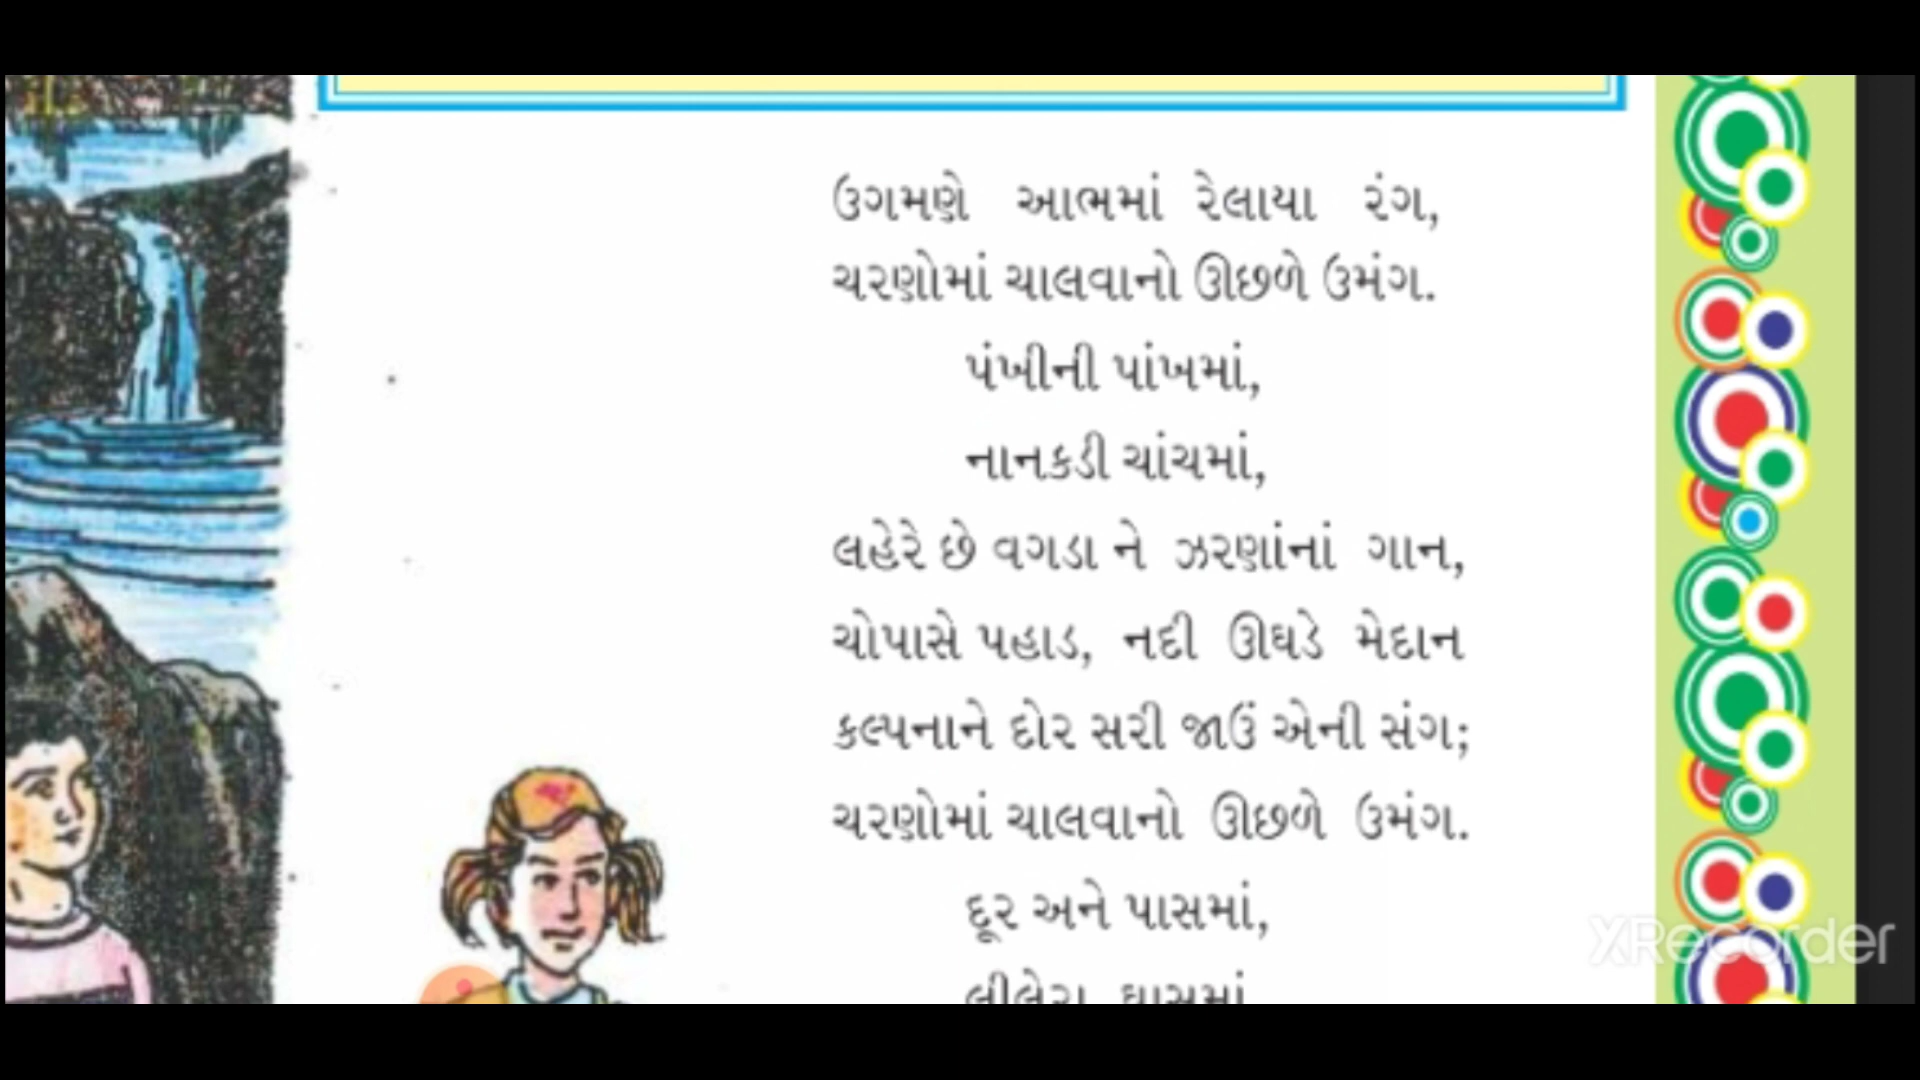 ઉગમણે આભમાં રેલાયા રંગ,
ચરણોમાં ચાલવાનો ઊછળે ઉમંગ.
પંખીની પાંખમાં,
નાનકડી ચાંચમાં,
લહેરે છે વગડા ને ઝરણાંનાં ગાન,
ચોપાસે પહાડ, નદી ઊઘડે મેદાન
કલ્પનાને દોર સરી જાઉં એની સંગ;
ચરણોમાં ચાલવાનો ઊછળે ઉમંગ.
દૂર અને પાસમાં,
લીલેરા ઘાસમાં
XRecorder